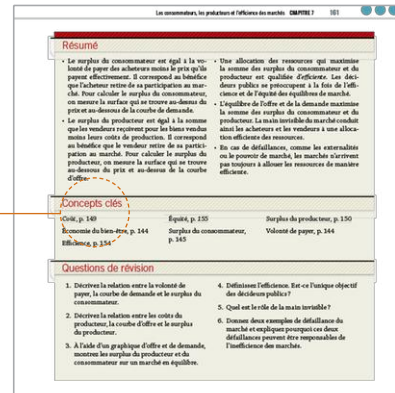 Les consommateurs, les producteurs et l'efficience des marchés CHAPITRE 7 161
Résumé
• Le surplus du consommateur est égal à la vo-
lonté de payer des acheteurs moins le prix qu'ils
payent effectivement. Il correspond au bénéfice
que l'acheteur retire de sa participation au mar-
ché. Pour calculer le surplus du consommateur,
on mesure la surface qui se trouve au-dessus du
prix et au-dessous de la courbe de demande.
• Le surplus du producteur est égal à la somme
que les vendeurs reçoivent pour les biens vendus
moins leurs coûts de production. Il correspond
au bénéfice que le vendeur retire de sa partici-
pation au marché. Pour calculer le surplus du
producteur, on mesure la surface qui se trouve
au-dessous du prix et au-dessus de la courbe
d'offre.
• Une allocation des ressources qui maximise
la somme des surplus du consommateur et du
producteur est qualifiée d'efficiente. Les déci-
deurs publics se préoccupent à la fois de l'effi-
cience et de l'équité des équilibres de marché.
• L'équilibre de l'offre et de la demande maximise
la somme des surplus du consommateur et du
producteur. La main invisible du marché conduit
ainsi les acheteurs et les vendeurs à une alloca-
tion efficiente des ressources.
• En cas de défaillances, comme les externalités
ou le pouvoir de marché, les marchés n'arrivent
pas toujours à allouer les ressources de manière
efficiente.
Concepts clés
Coût, p. 149
Économie du bien-être, p. 144
Efficience, p. 154
Équité, p. 155
Surplus du consommateur,
p. 145
Surplus du producteur, p. 150
Volonté de payer, p. 144
Questions de révision
1. Décrivez la relation entre la volonté de
payer, la courbe de demande et le surplus du
consommateur.
2. Décrivez la relation entre les coûts du
producteur, la courbe d'offre et le surplus
du producteur.
3. À l'aide d'un graphique d'offre et de demande,
montrez les surplus du producteur et du
consommateur sur un marché en équilibre.
4. Définissez l'efficience. Est-ce l'unique objectif
des décideurs publics ?
5. Quel est le rôle de la main invisible ?
6. Donnez deux exemples de défaillance du
marché et expliquez pourquoi ces deux
défaillances peuvent être responsables de
l'inefficience des marchés.